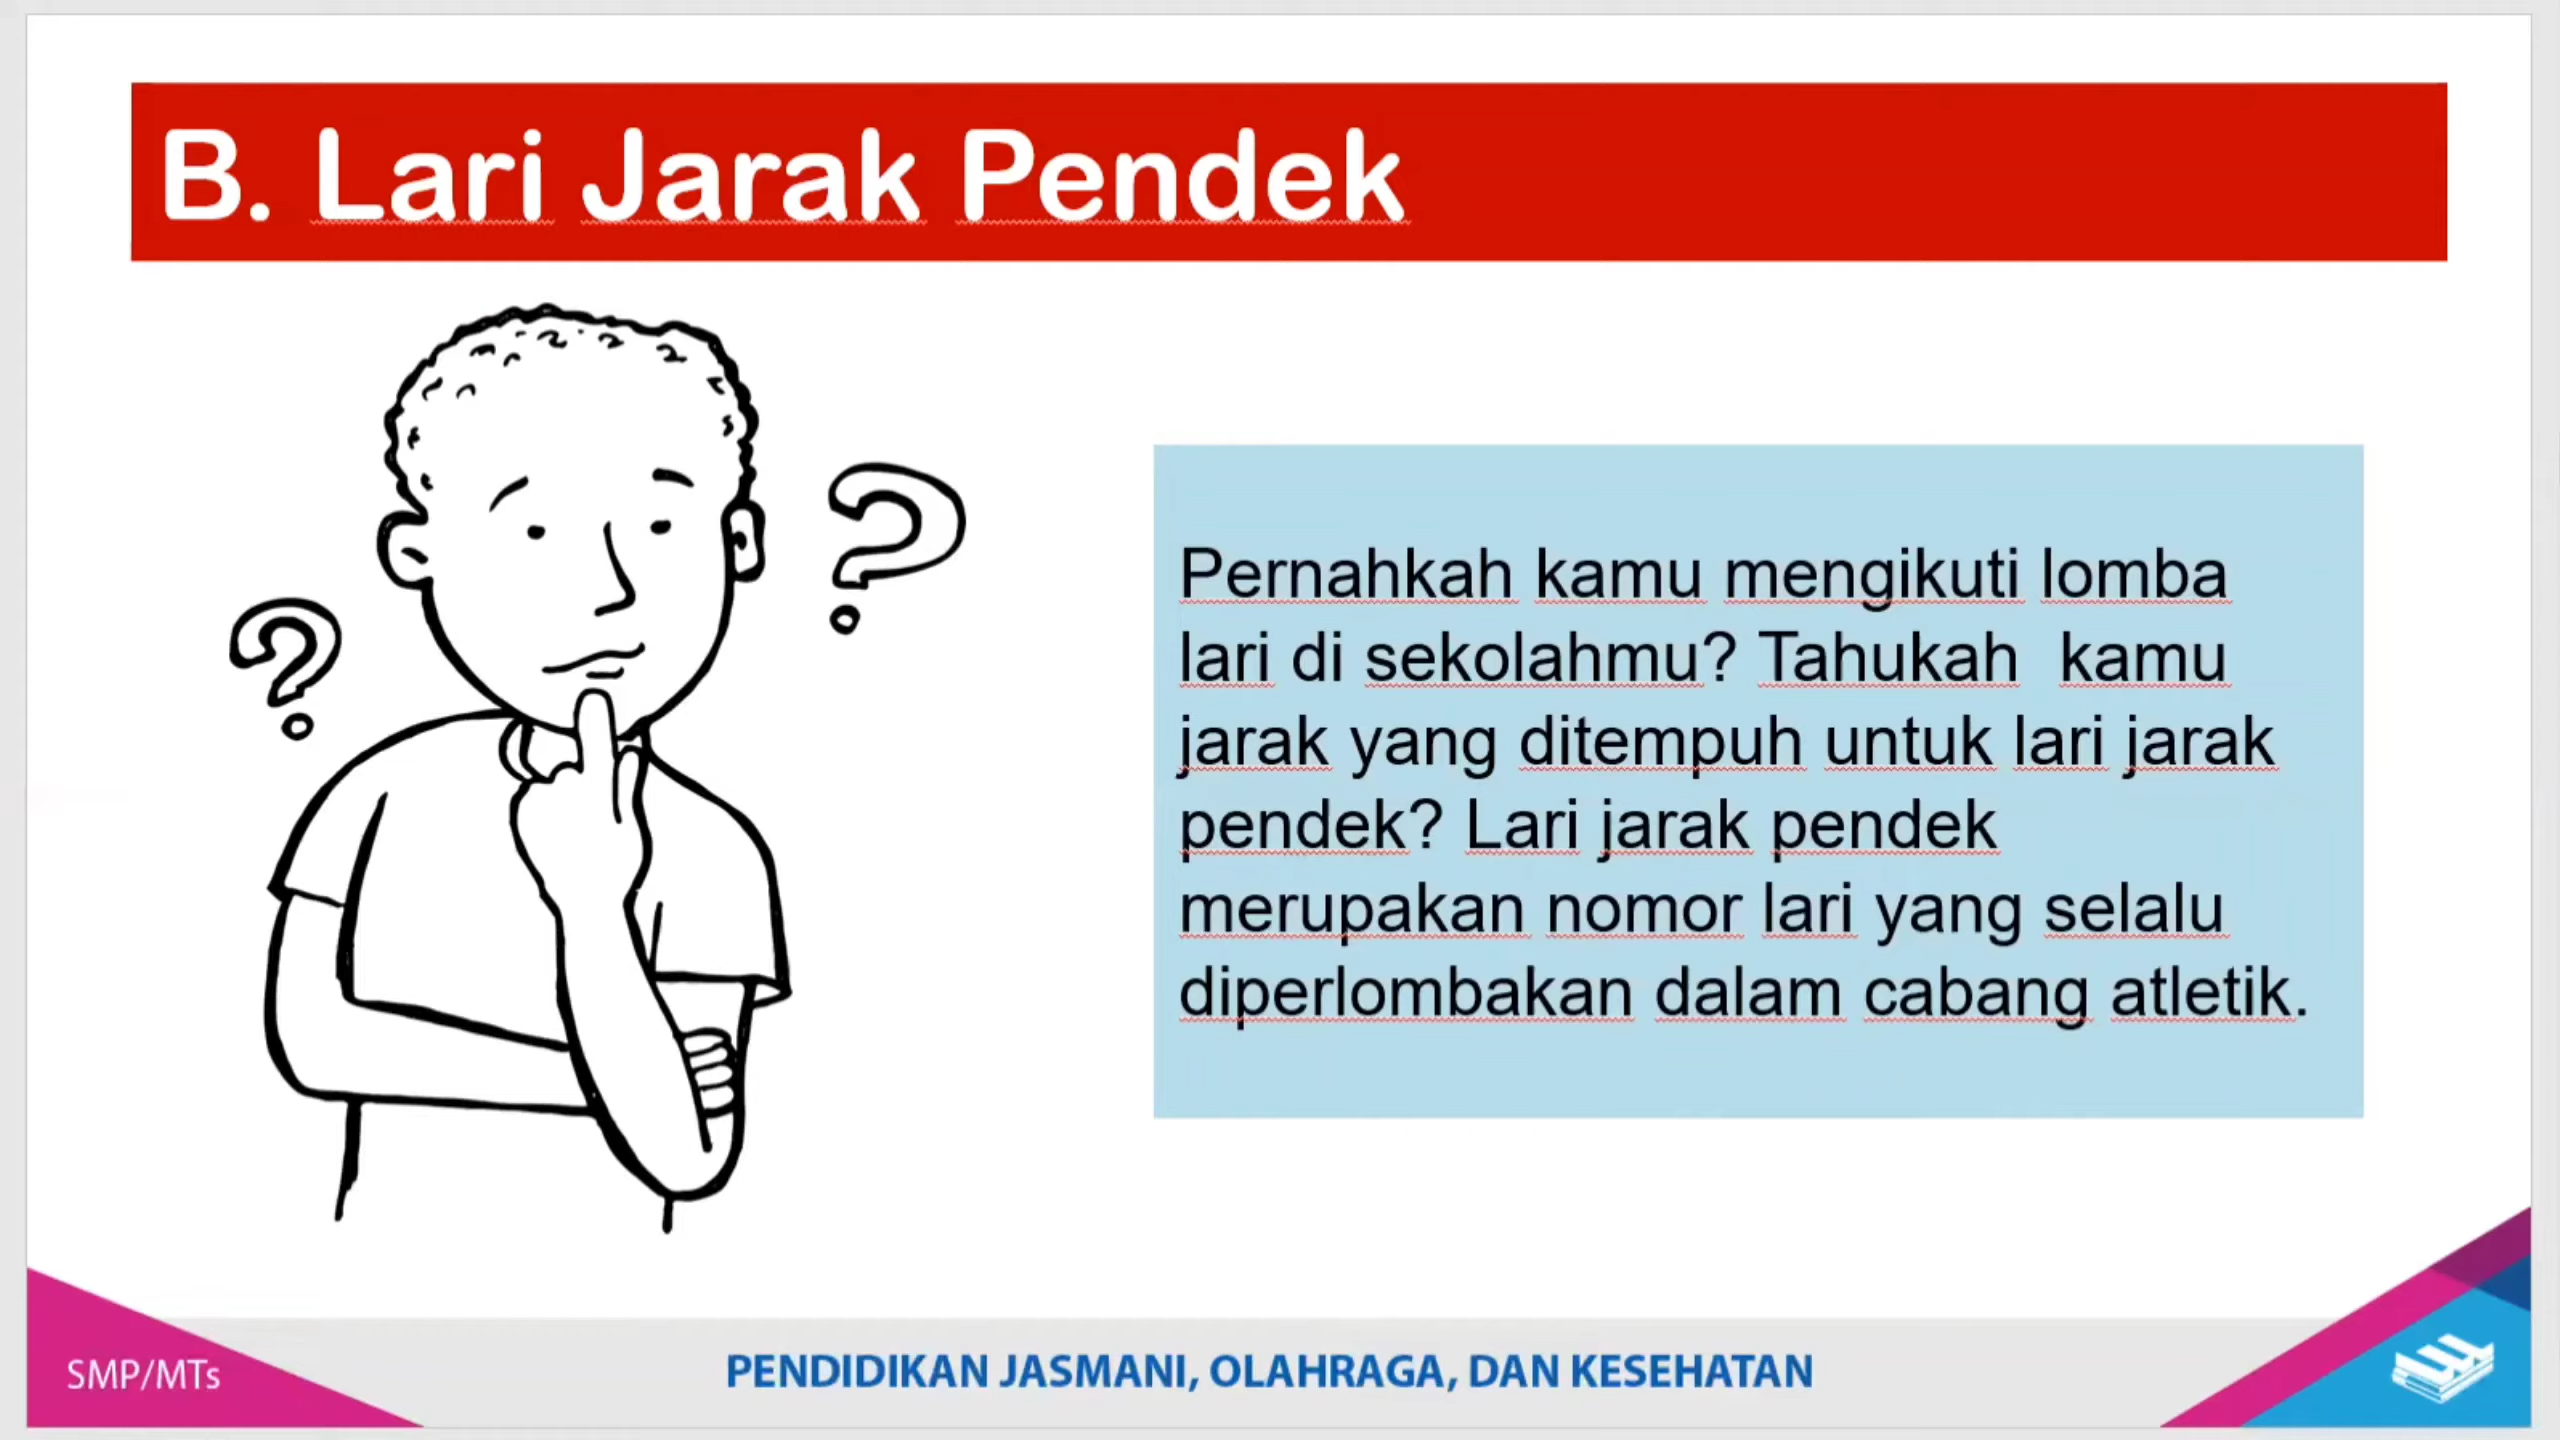 B. Lari Jarak Pendek
Pernahkah kamu mengikuti lomba
lari di sekolahmu? Tahukah  kamu
jarak yang ditempuh untuk lari jarak
pendek? Lari jarak pendek
merupakan nomor lari yang selalu
diperlombakan dalam cabang atletik.
SMP/MTs
PENDIDIKAN JASMANI, OLAHRAGA, DAN KESEHATAN